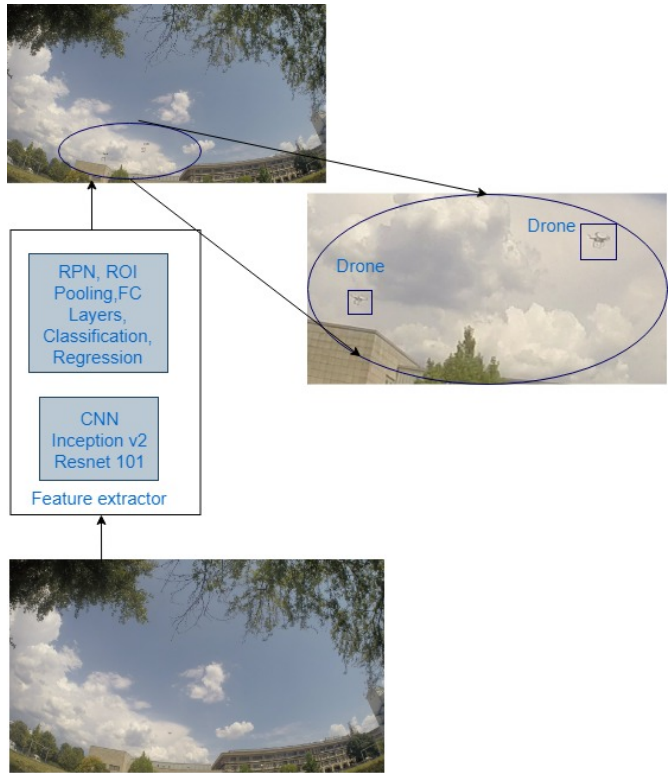 Drone
Drone
RPN, ROI
Pooling,FC
Layers,
Classification,
Regression
CNN
Inception v2
Resnet 101
Feature extractor